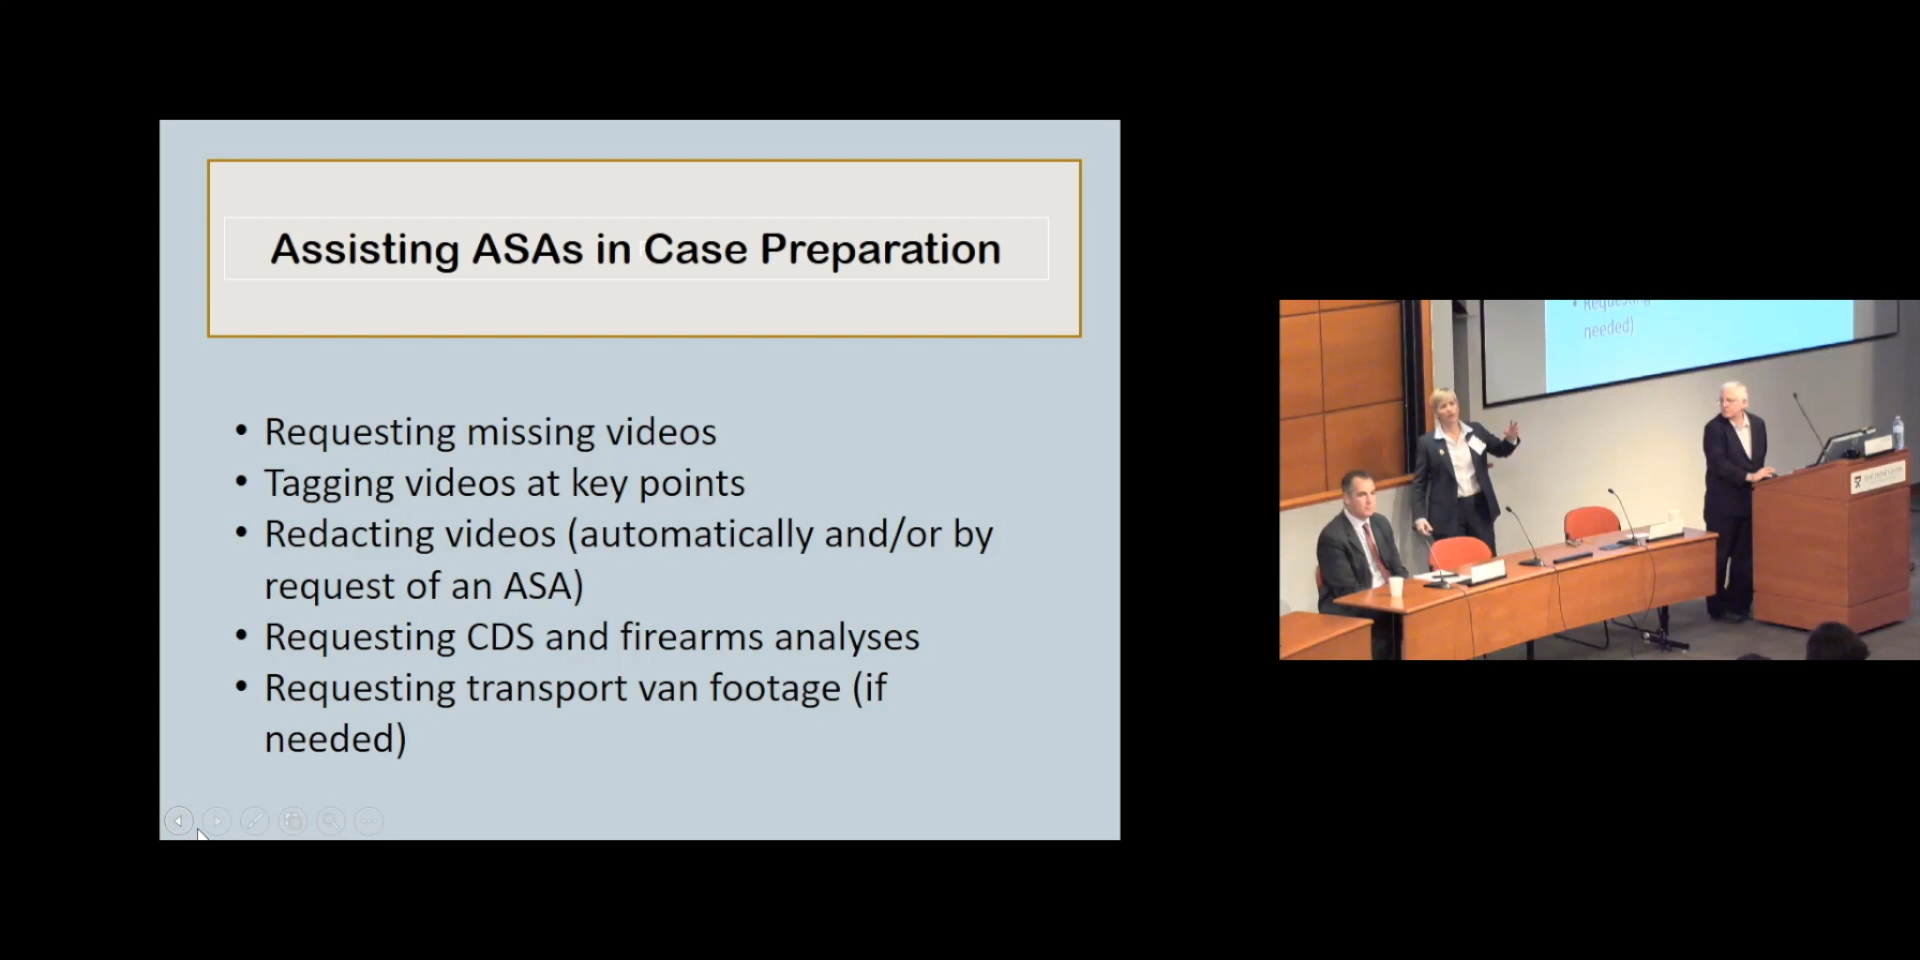 Assisting ASAs in Case Preparation
• Requesting missing videos
• Tagging videos at key points
• Redacting videos (automatically and/or by
request of an ASA)
• Requesting CDS and firearms analyses
• Requesting transport van footage (if
needed)
• Requesting
needed)